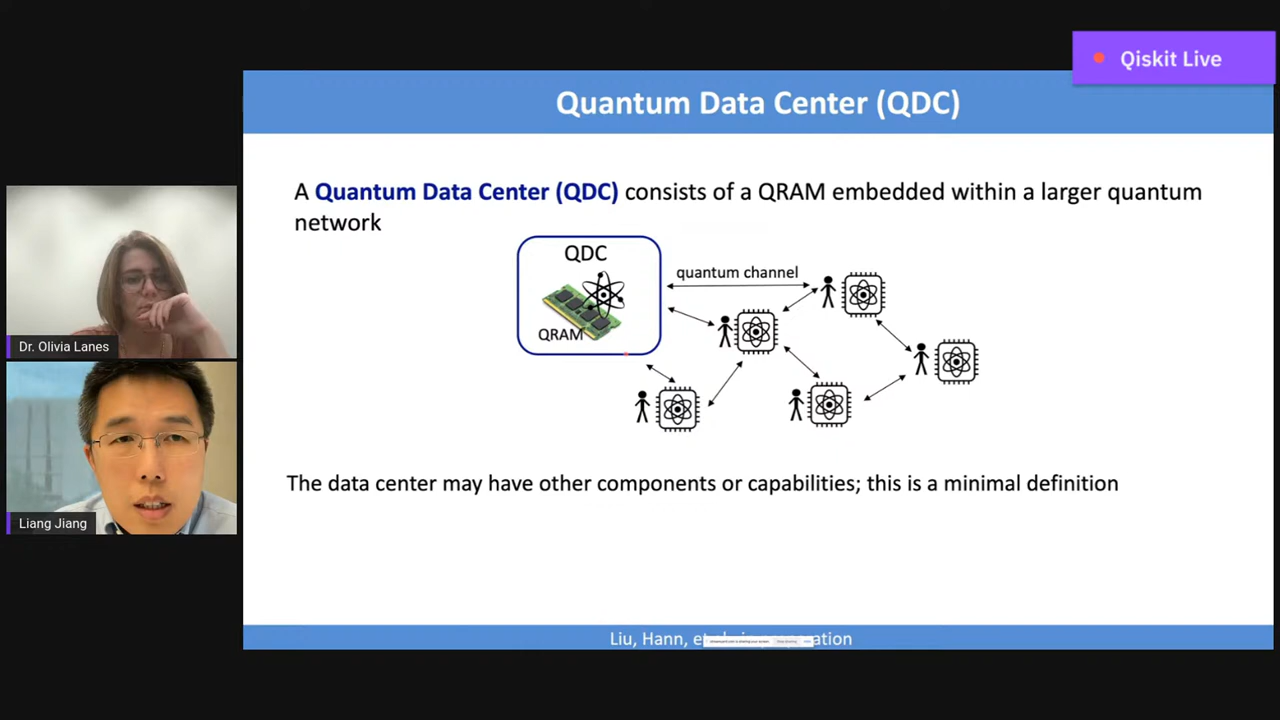 Qiskit Live
Quantum Data Center (QDC)
A Quantum Data Center (QDC) consists of a QRAM embedded within a larger quantum
network
QDC
quantum channel
QRAM
Dr. Olivia Lanes
Liang Jiang
The data center may have other components or capabilities; this is a minimal definition
Liu, Hann,